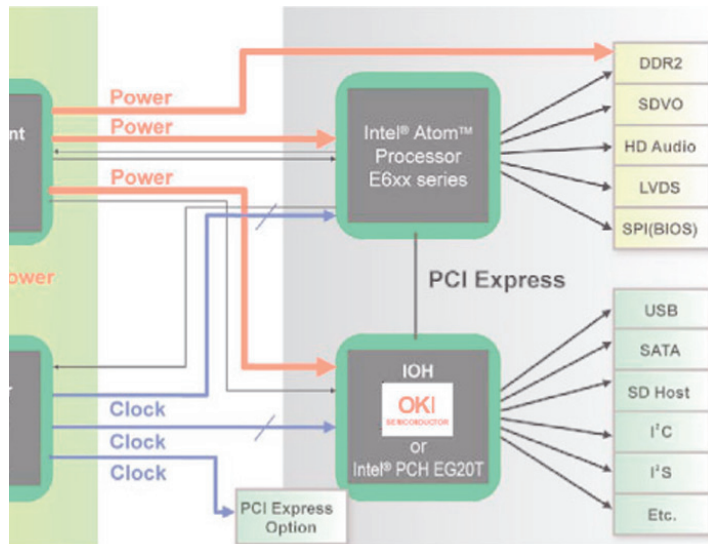 Power
Power
Power
nt
ower
r
Clock
Clock
Clock
Intel® Atom™
Processor
E6xx series
DDR2
SDVO
HD Audio
LVDS
SPI(BIOS)
PCI Express
IOH
OKI
SEMICONDUCTOR
or
Intel® PCH EG20T
USB
SATA
SD Host
I²C
I²S
Etc.
PCI Express
Option